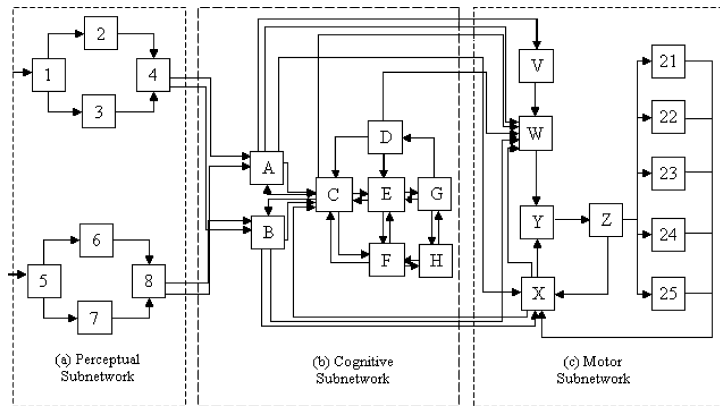 1
2
3
4
5
6
7
8
A
B
C
D
E
F
G
H
V
W
Y
Z
X
21
22
23
24
25
(a) Perceptual
Subnetwork
(b) Cognitive
Subnetwork
(c) Motor
Subnetwork